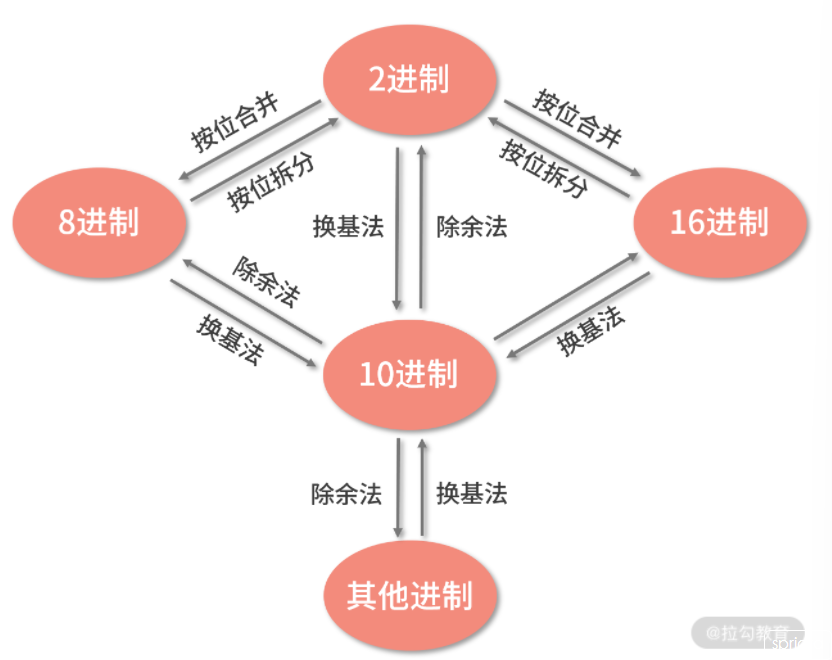 2进制
按位合并
按位合并
按位拆分
按位拆分
8进制
16进制
换基法
除余法
除余法
换基法
换基法
10进制
除余法
换基法
其他进制
@拉勾教育